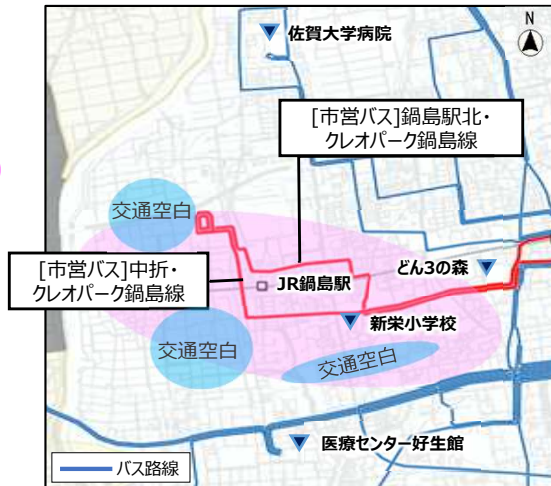 佐賀大学病院
N
[市営バス]鍋島駅北・
クレオパーク鍋島線
交通空白
[市営バス]中折・
クレオパーク鍋島線
JR鍋島駅
どん3の森
新栄小学校
交通空白
交通空白
医療センター好生館
バス路線